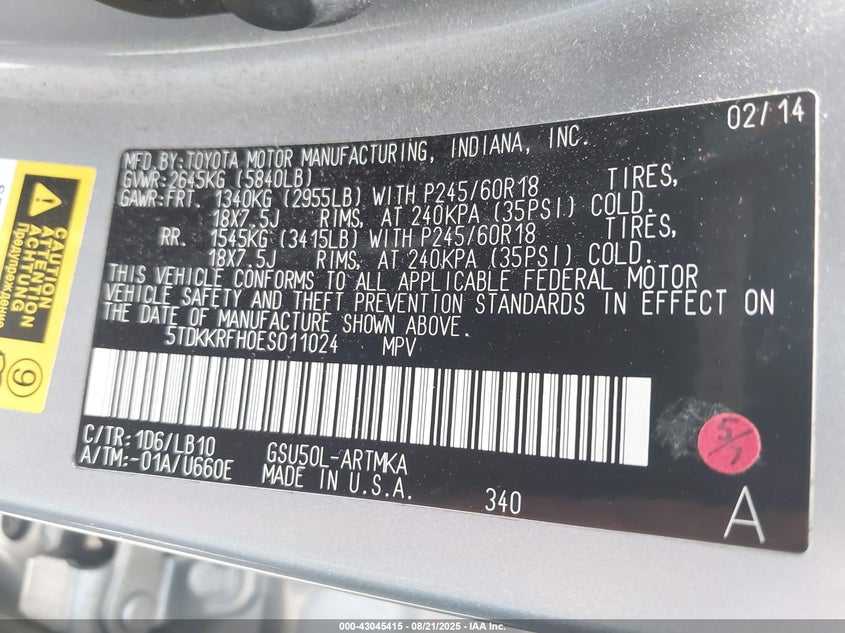 02/14
MFD.BY:TOYOTA MOTOR MANUFACTURING, INDIANA, INC.
GVWR:2645KG (5840LB)
GAWR:FRT. 1340KG (2955LB) WITH P245/60R18 TIRES,
18X7.5J RIMS, AT 240KPA (35PSI) COLD.
RR. 1545KG (3415LB) WITH P245/60R18 TIRES,
18X7.5J RIMS, AT 240KPA (35PSI) COLD.
THIS VEHICLE CONFORMS TO ALL APPLICABLE FEDERAL MOTOR
VEHICLE SAFETY AND THEFT PREVENTION STANDARDS IN EFFECT ON
THE DATE OF MANUFACTURE SHOWN ABOVE.
5TDKKRFH0ES011024 MPV
C/TR:1D6/LB10
A/TM:-01A/U660E
GSU50L-ARTMKA
MADE IN U.S.A.
340
5/7
A
CAUTION
ATTENTION
ACHTUNG
Предупреждение
9
000-43045415 - 08/21/2025 - IAA Inc.